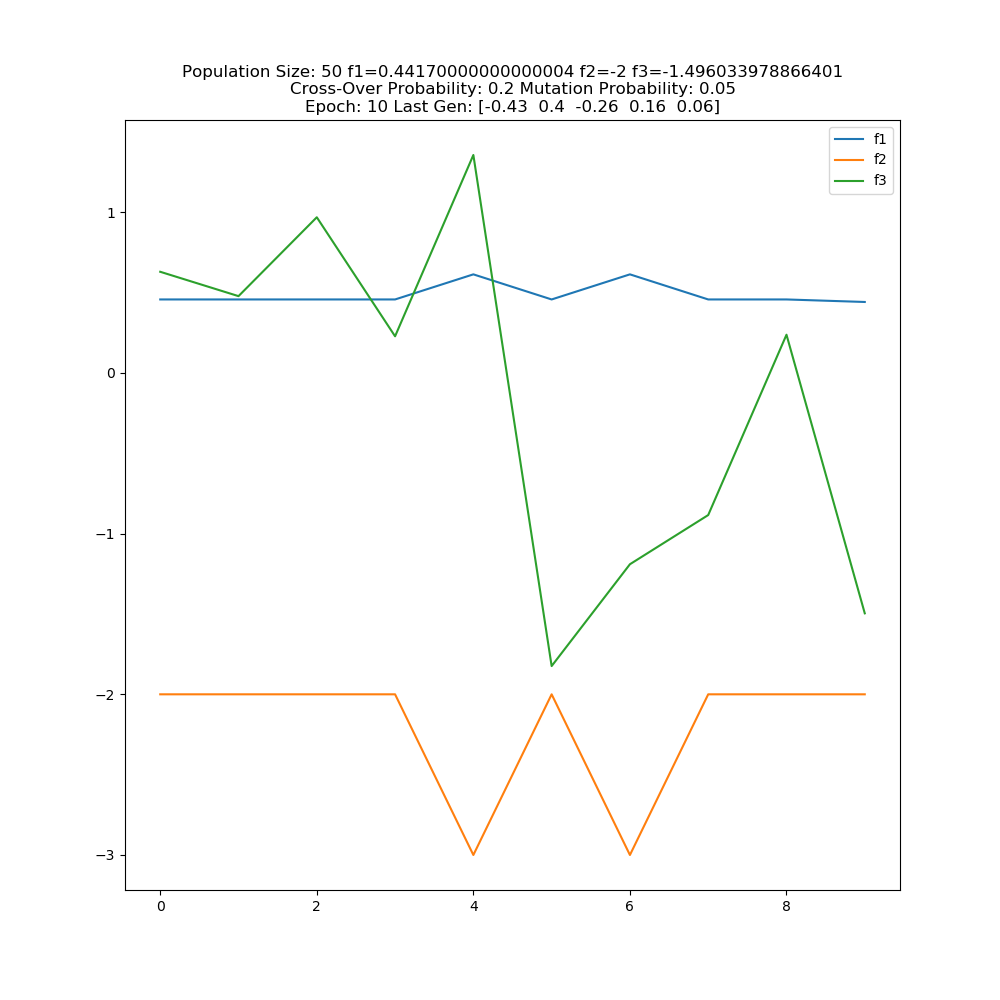 Population Size: 50 f1=0.44170000000000004 f2=-2 f3=-1.496033978866401
Cross-Over Probability: 0.2 Mutation Probability: 0.05
Epoch: 10 Last Gen: [-0.43  0.4  -0.26  0.16  0.06]
f1
f2
f3
1
0
−1
−2
−3
0 2 4 6 8